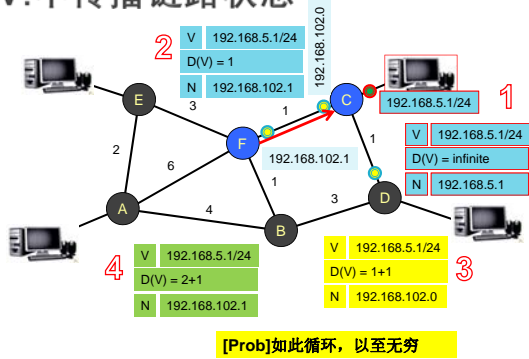 V:不传播链路状态
2
V 192.168.5.1/24
D(V) = 1
N 192.168.102.1
192.168.102.0
C
192.168.5.1/24
1
V 192.168.5.1/24
D(V) = infinite
N 192.168.5.1
E
3
1
F
192.168.102.1
1
2
6
1
A
4
B
3
D
4
V 192.168.5.1/24
D(V) = 2+1
N 192.168.102.1
V 192.168.5.1/24
D(V) = 1+1
N 192.168.102.0
3
[Prob]如此循环，以至无穷